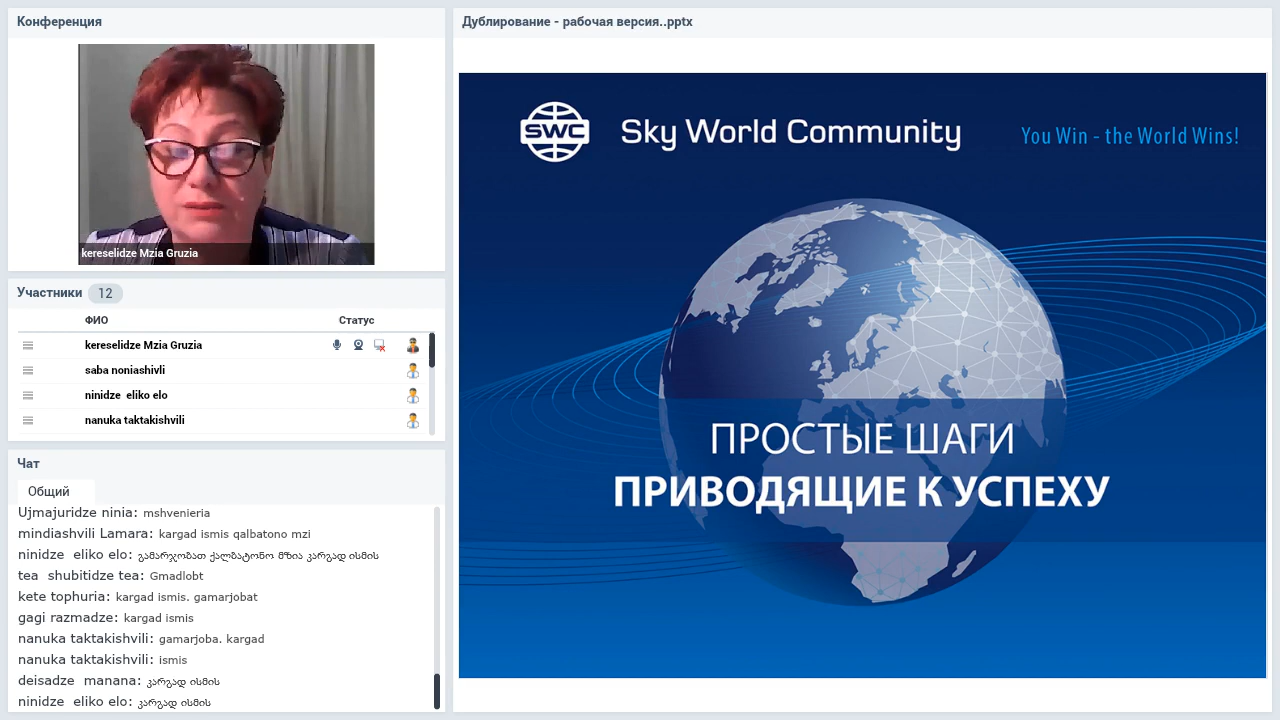 Конференция
kereselidze Mzia Gruzia
Участники 12
ФИО Статус
kereselidze Mzia Gruzia
saba noniashivli
ninidze eliko elo
nanuka taktakishvili
Чат
Общий
Ujmajuridze ninia: mshvenieria
mindiashvili Lamara: kargad ismis qalbatono mzi
ninidze eliko elo: გამარჯობათ ქალბატონო მზია კარგად ისმის
tea shubitidze tea: Gmadlobt
kete tophuria: kargad ismis. gamarjobat
gagi razmadze: kargad ismis
nanuka taktakishvili: gamarjoba. kargad
nanuka taktakishvili: ismis
deisadze manana: კარგად ისმის
ninidze eliko elo: კარგად ისმის
Дублирование - рабочая версия..pptx
SWC Sky World Community
You Win - the World Wins!
ПРОСТЫЕ ШАГИ
ПРИВОДЯЩИЕ К УСПЕХУ